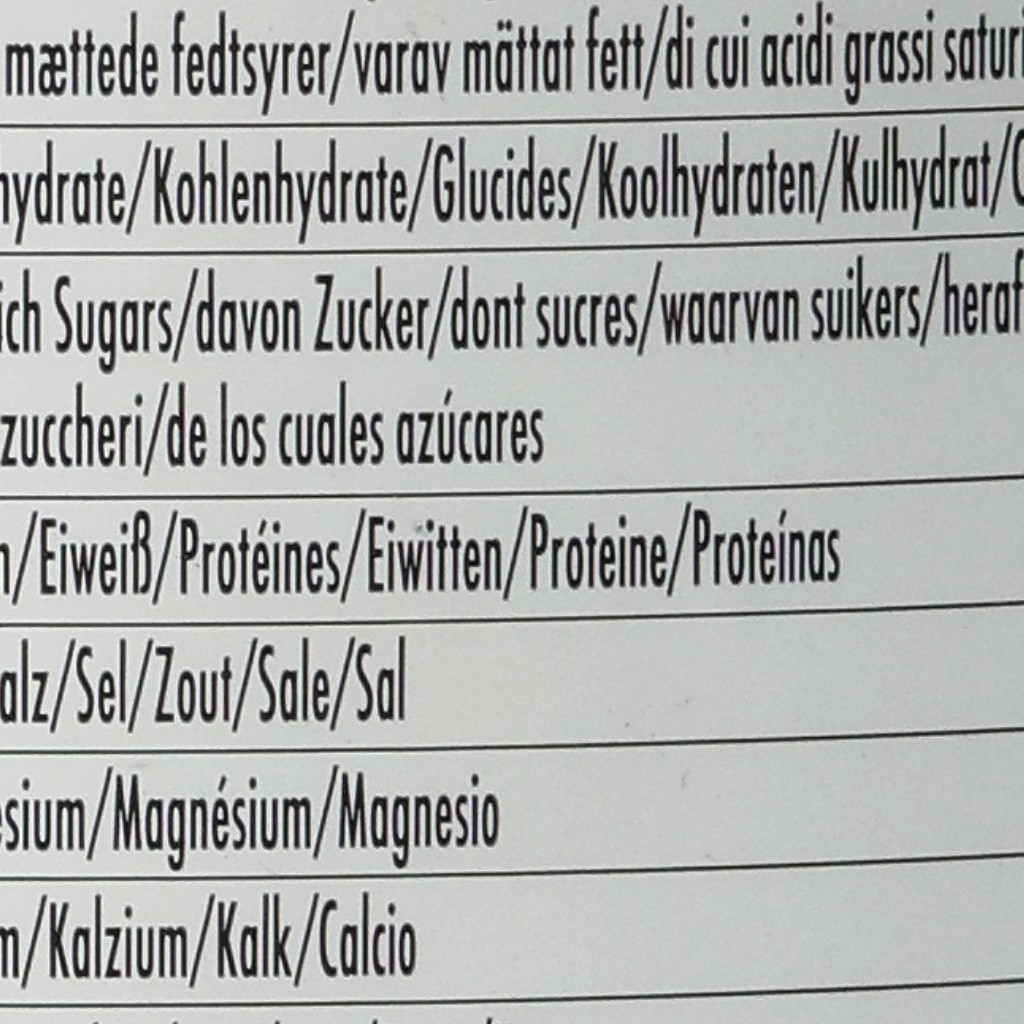 mættede fedtsyrer/varav mättat fett/di cui acidi grassi saturi
hydrate/Kohlenhydrate/Glucides/Koolhydraten/Kulhydrat/
ich Sugars/davon Zucker/dont sucres/waarvan suikers/heraf
zuccheri/de los cuales azúcares
/Eiweiß/Protéines/Eiwitten/Proteine/Proteínas
alz/Sel/Zout/Sale/Sal
sium/Magnésium/Magnesio
m/Kalzium/Kalk/Calcio